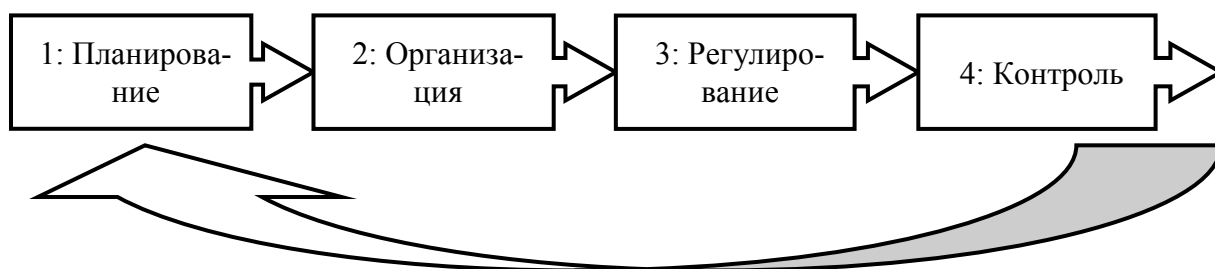 1: Планирова-
ние
2: Организа-
ция
3: Регулиро-
вание
4: Контроль